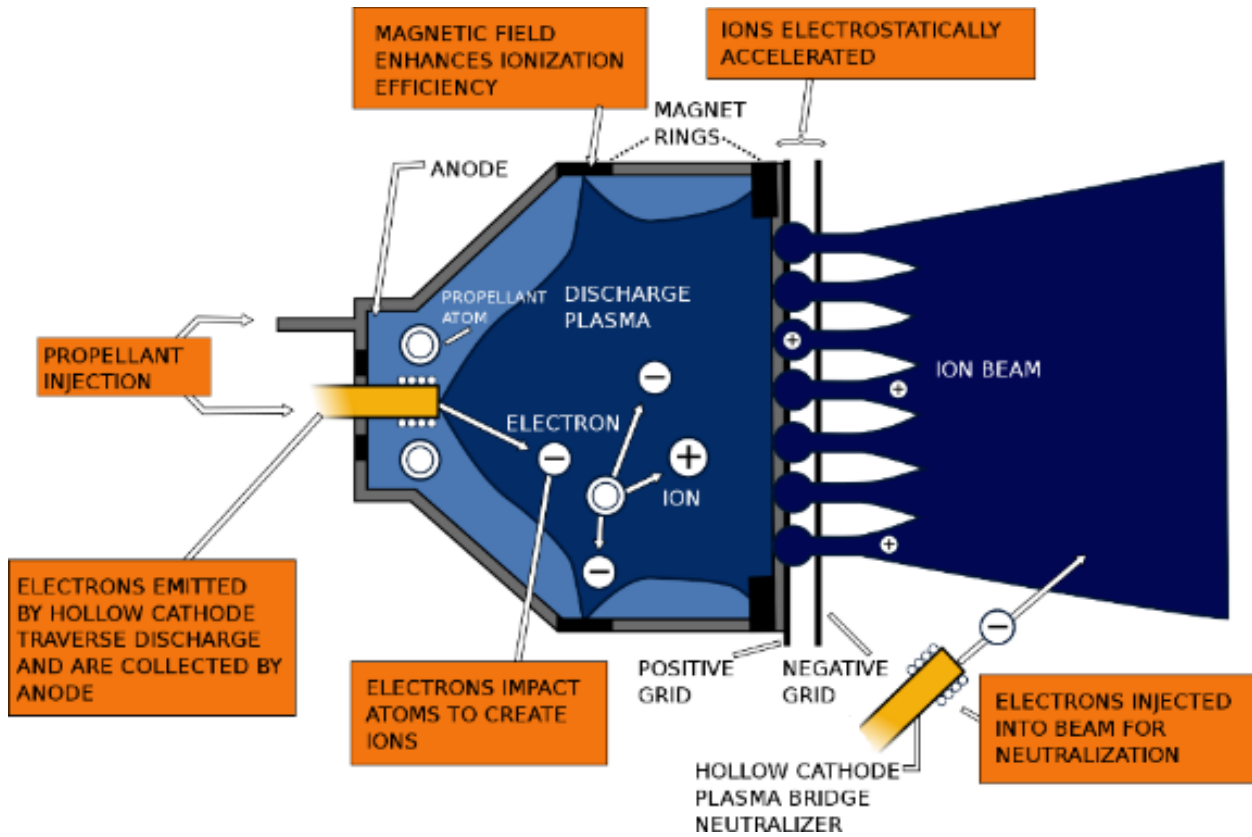 MAGNETIC FIELD
ENHANCES IONIZATION
EFFICIENCY
IONS ELECTROSTATICALLY
ACCELERATED
MAGNET
RINGS
ANODE
PROPELLANT
ATOM
DISCHARGE
PLASMA
PROPELLANT
INJECTION
ION BEAM
ELECTRON
ION
ELECTRONS EMITTED
BY HOLLOW CATHODE
TRAVERSE DISCHARGE
AND ARE COLLECTED BY
ANODE
ELECTRONS IMPACT
ATOMS TO CREATE
IONS
POSITIVE
GRID
NEGATIVE
GRID
ELECTRONS INJECTED
INTO BEAM FOR
NEUTRALIZATION
HOLLOW CATHODE
PLASMA BRIDGE
NEUTRALIZER